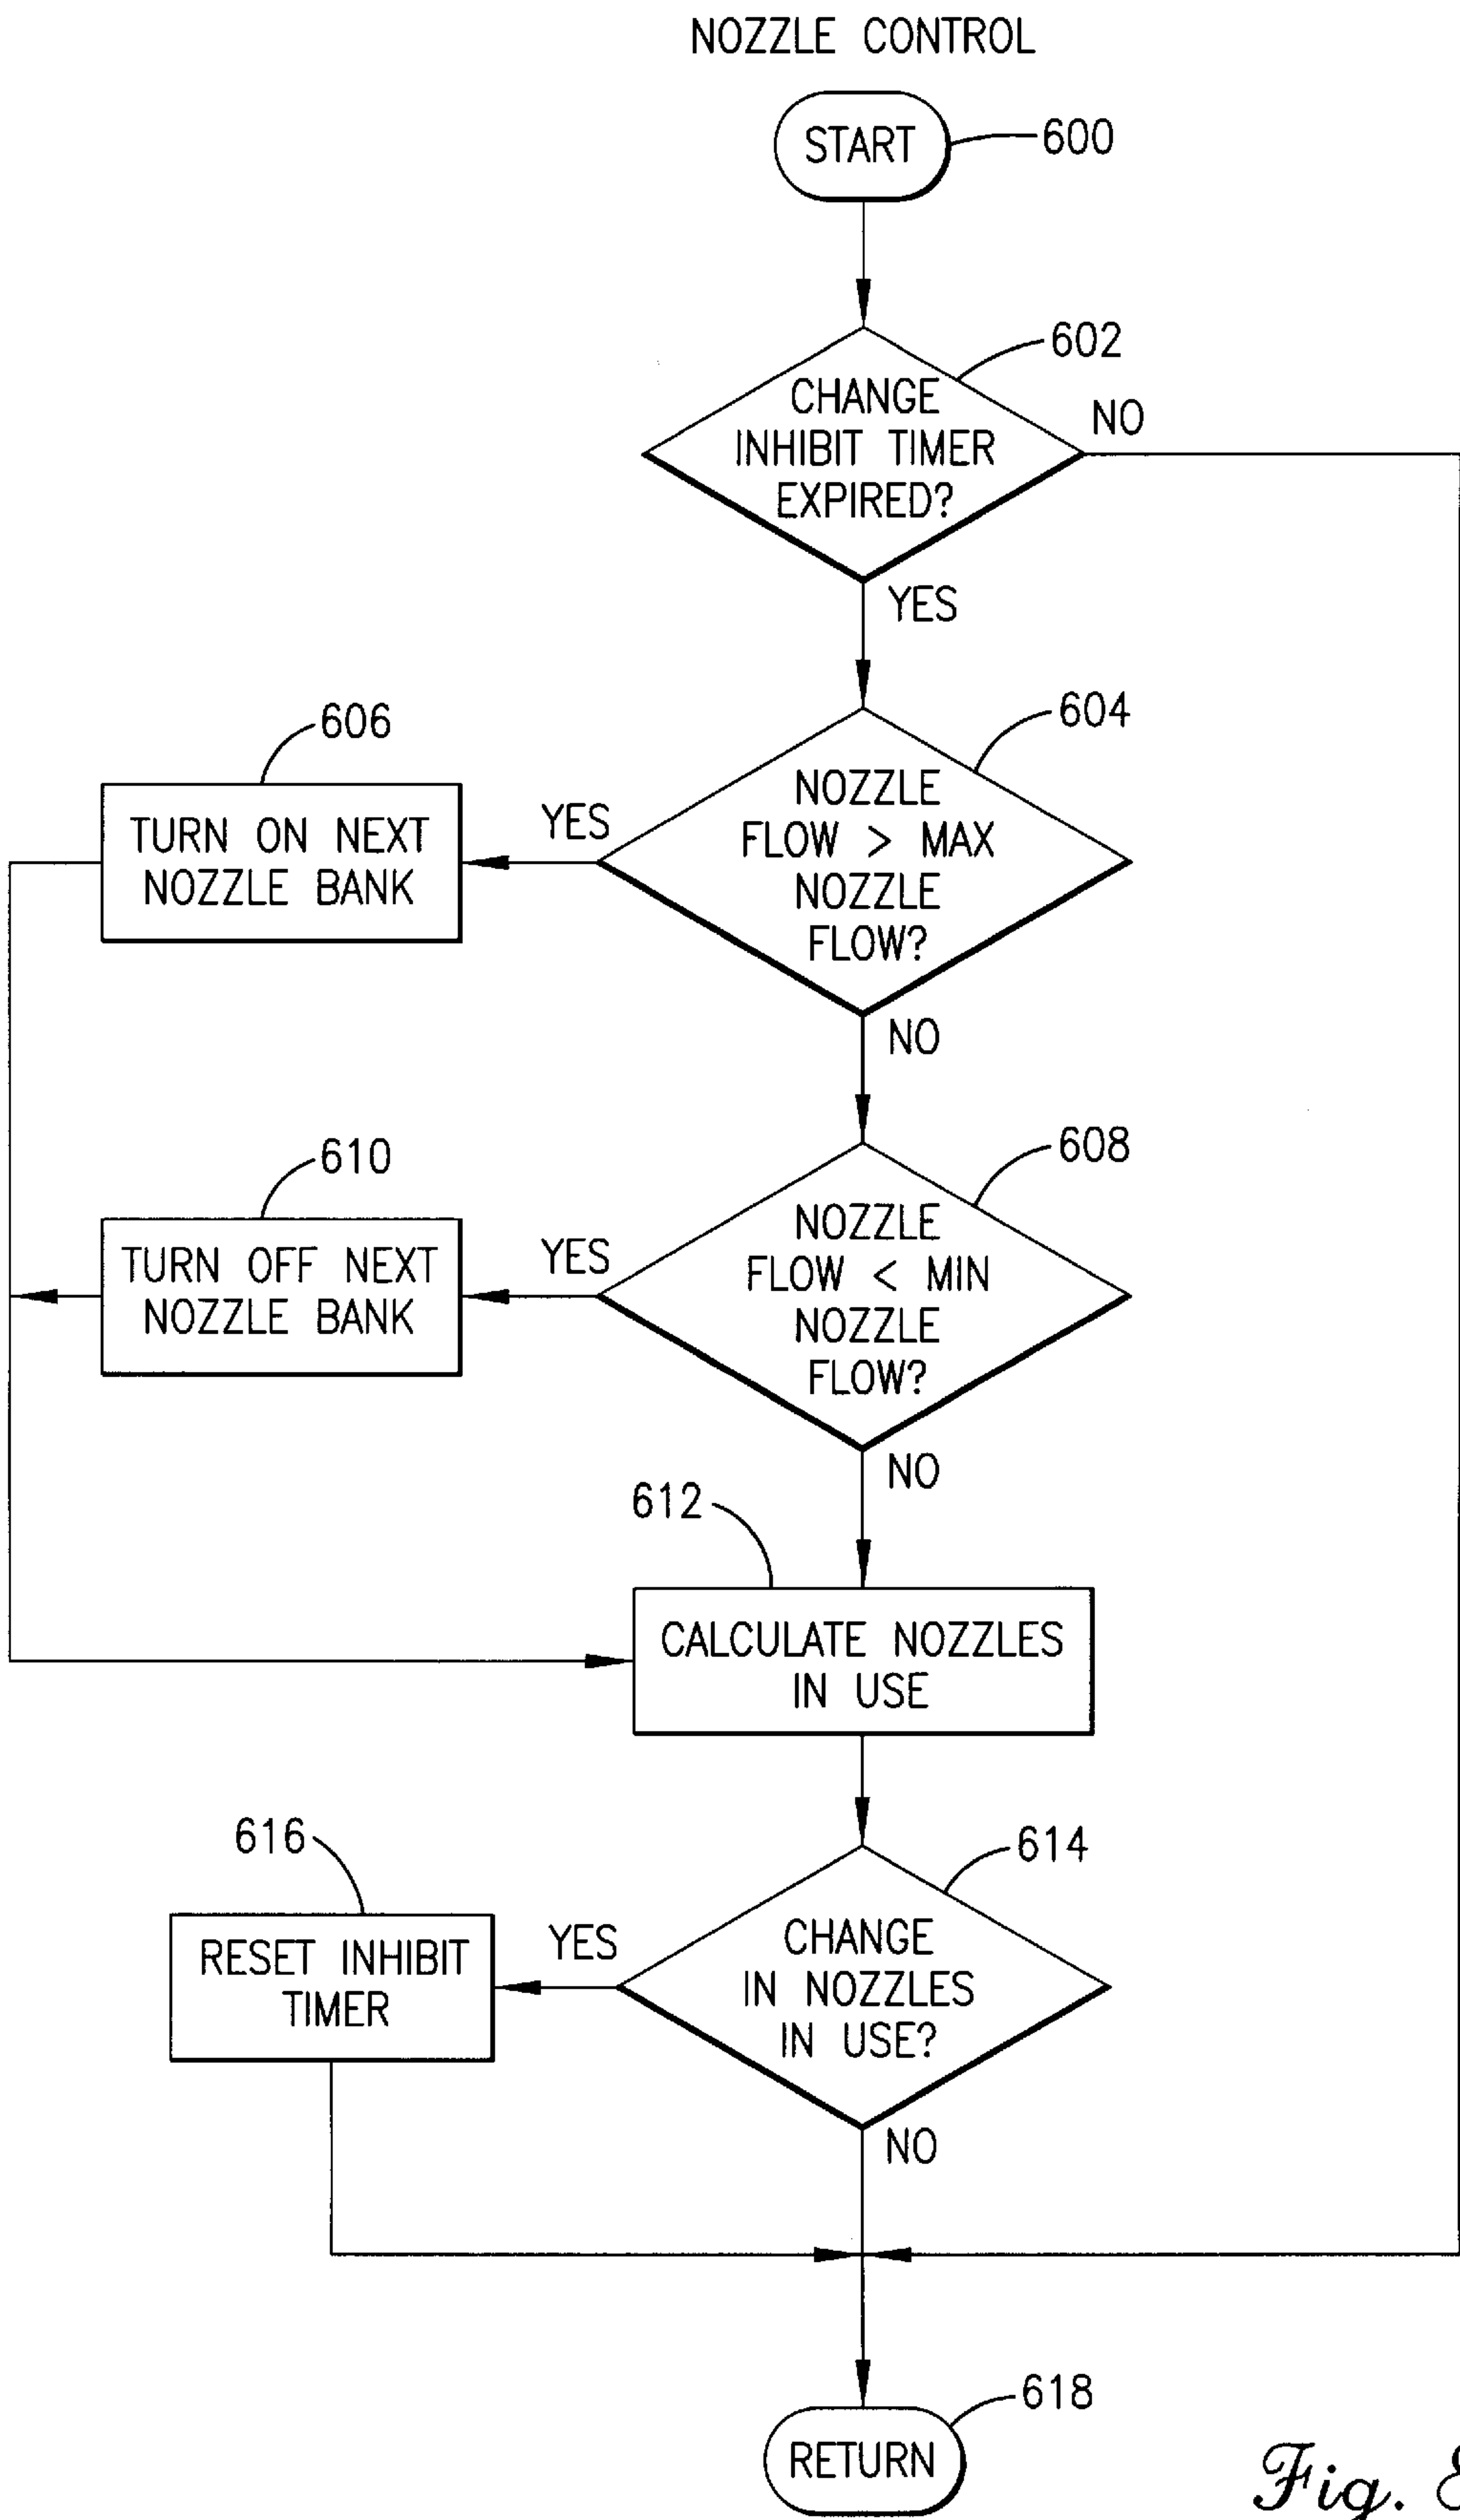 NOZZLE CONTROL
START
600
602
CHANGE
INHIBIT TIMER
EXPIRED?
NO
YES
604
NOZZLE
FLOW > MAX
NOZZLE
FLOW?
YES
606
TURN ON NEXT
NOZZLE BANK
NO
608
NOZZLE
FLOW < MIN
NOZZLE
FLOW?
YES
610
TURN OFF NEXT
NOZZLE BANK
NO
612
CALCULATE NOZZLES
IN USE
614
CHANGE
IN NOZZLES
IN USE?
YES
616
RESET INHIBIT
TIMER
NO
618
RETURN
Fig.